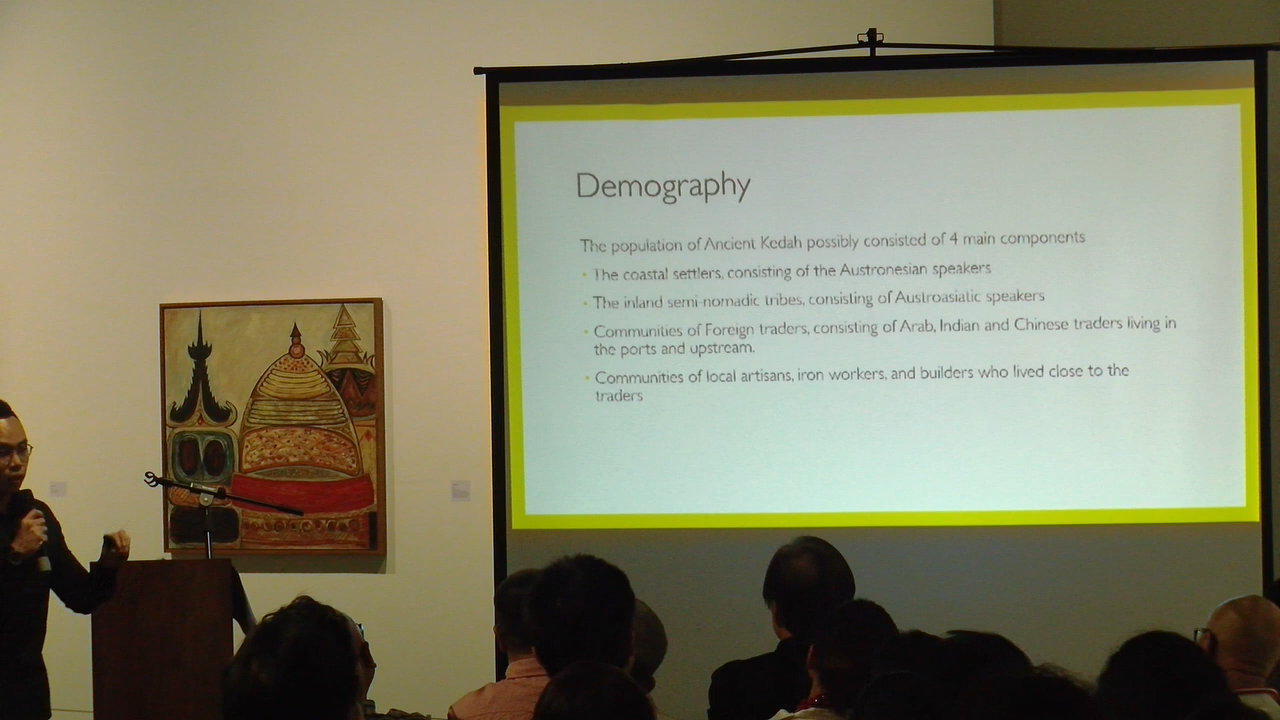 Demography
The population of Ancient Kedah possibly consisted of 4 main components
• The coastal settlers, consisting of the Austronesian speakers
• The inland semi-nomadic tribes, consisting of Austroasiatic speakers
• Communities of Foreign traders, consisting of Arab, Indian and Chinese traders living in
the ports and upstream.
• Communities of local artisans, iron workers, and builders who lived close to the
traders